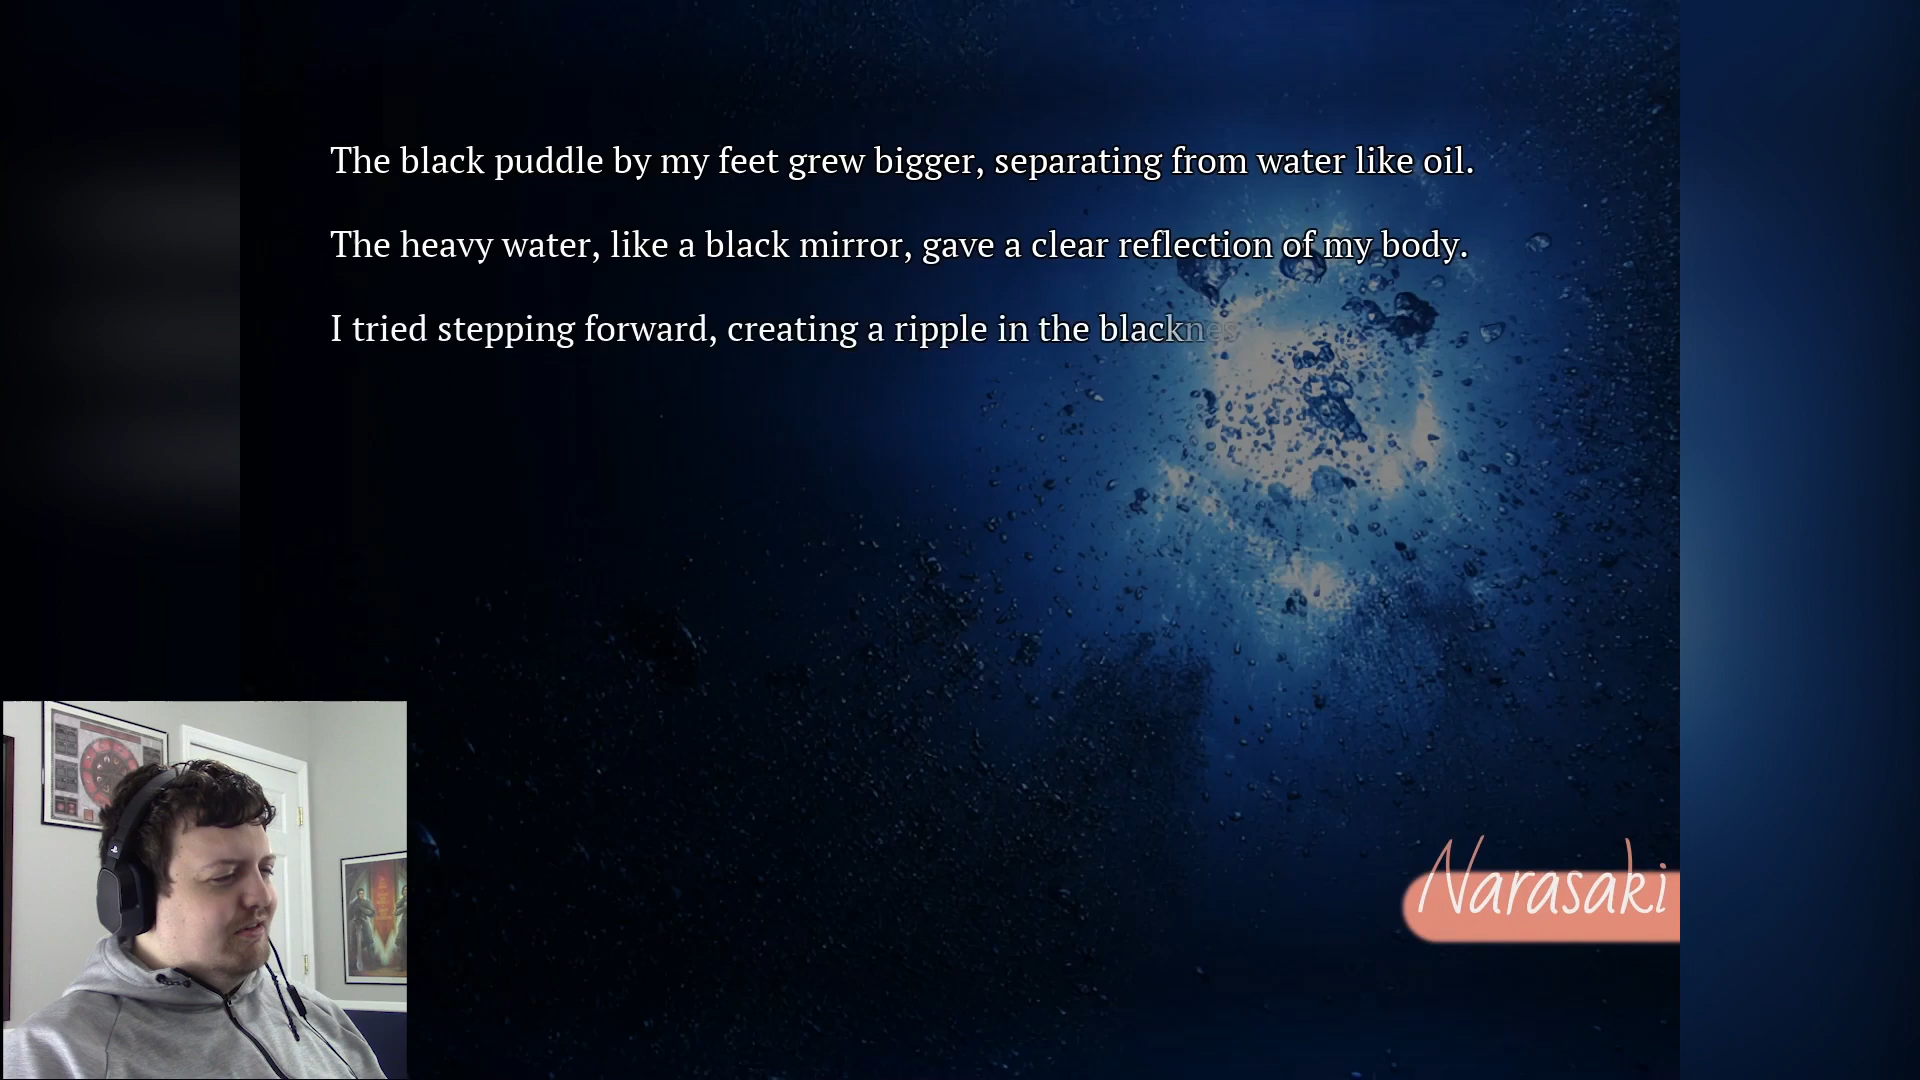 The black puddle by my feet grew bigger, separating from water like oil.
The heavy water, like a black mirror, gave a clear reflection of my body.
I tried stepping forward, creating a ripple in the blacknes
Narasaki